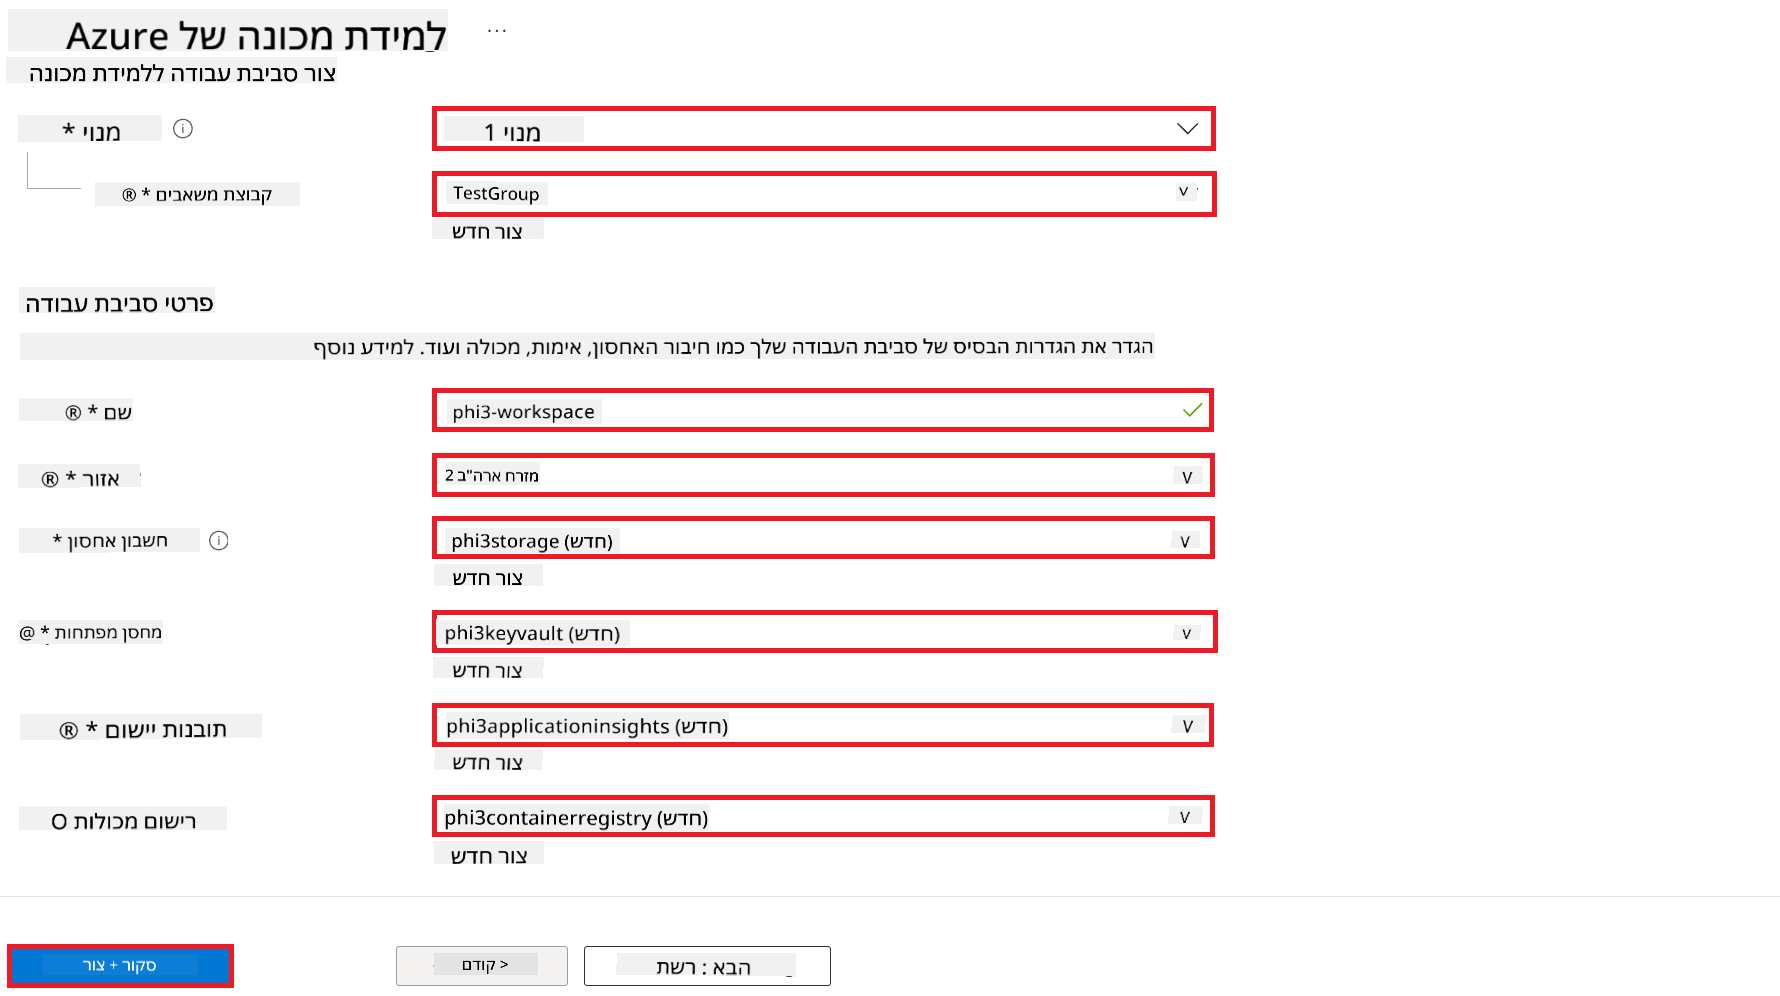 למידת מכונה של Azure ...
צור סביבת עבודה ללמידת מכונה
מנוי *
מנוי 1
קבוצת משאבים * ®
TestGroup
צור חדש
פרטי סביבת עבודה
הגדר את הגדרות הבסיס של סביבת העבודה שלך כמו חיבור האחסון, אימות, מכולה ועוד. למידע נוסף
שם * ®
phi3-workspace
אזור * ®
מזרח ארה"ב 2
חשבון אחסון *
phi3storage (חדש)
צור חדש
מחסן מפתחות * @
phi3keyvault (חדש)
צור חדש
תובנות יישום * ®
phi3applicationinsights (חדש)
צור חדש
רישום מכולות O
phi3containerregistry (חדש)
צור חדש
סקור + צור
< קודם
הבא : רשת